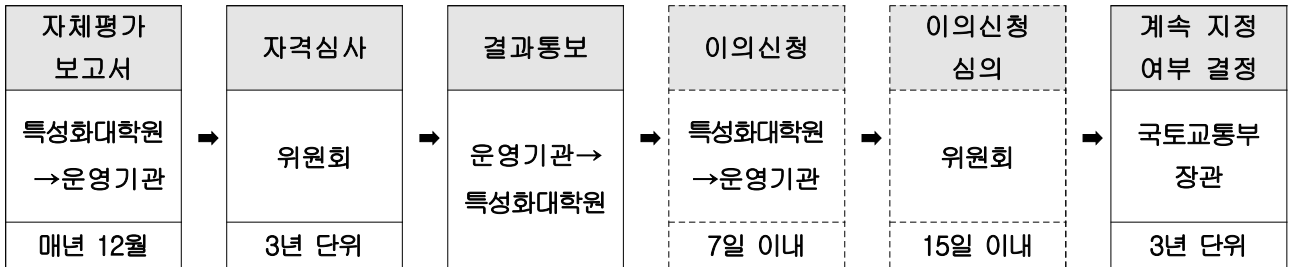 자체평가
보고서
특성화대학원
→운영기관
매년 12월
➡
자격심사
위원회
3년 단위
➡
결과통보
운영기관→
특성화대학원
➡
이의신청
특성화대학원
→운영기관
7일 이내
➡
이의신청
심의
위원회
15일 이내
➡
계속 지정
여부 결정
국토교통부
장관
3년 단위